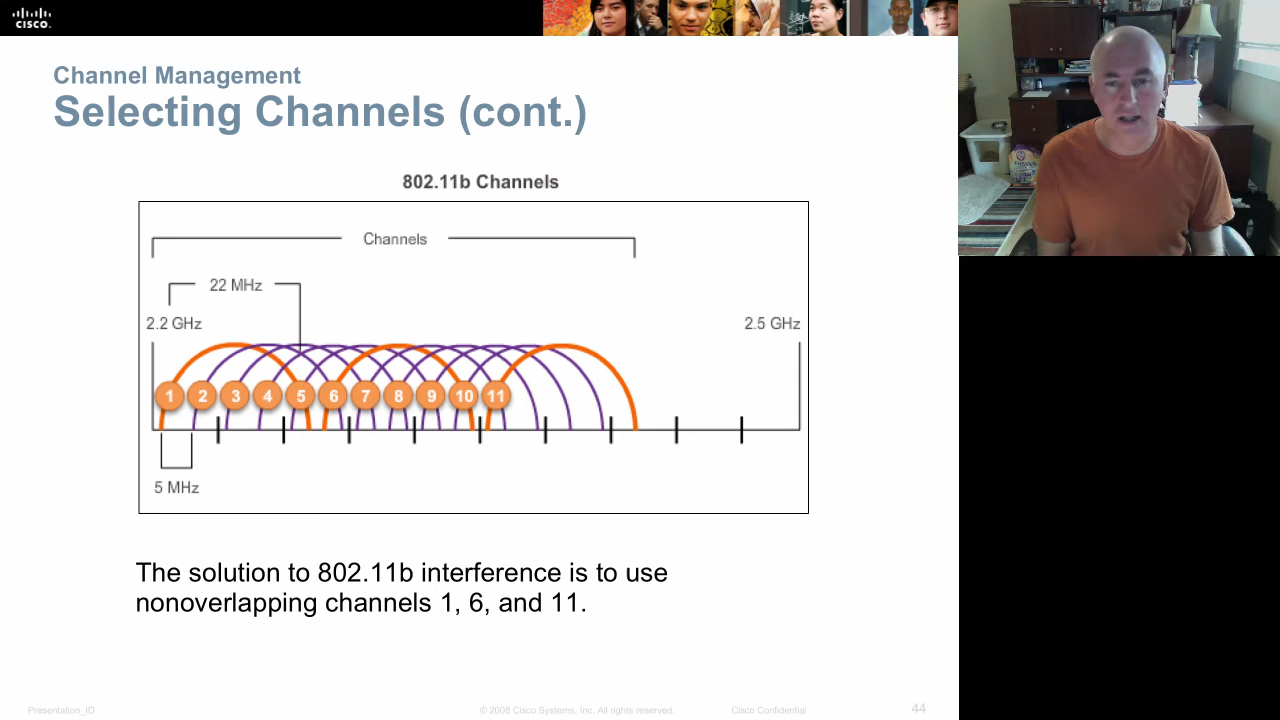 CISCO
Channel Management
Selecting Channels (cont.)
802.11b Channels
Channels
22 MHz
2.2 GHz
2.5 GHz
1 2 3 4 5 6 7 8 9 10 11
5 MHz
The solution to 802.11b interference is to use
nonoverlapping channels 1, 6, and 11.
Presentation_ID
© 2008 Cisco Systems, Inc. All rights reserved.
Cisco Confidential
44